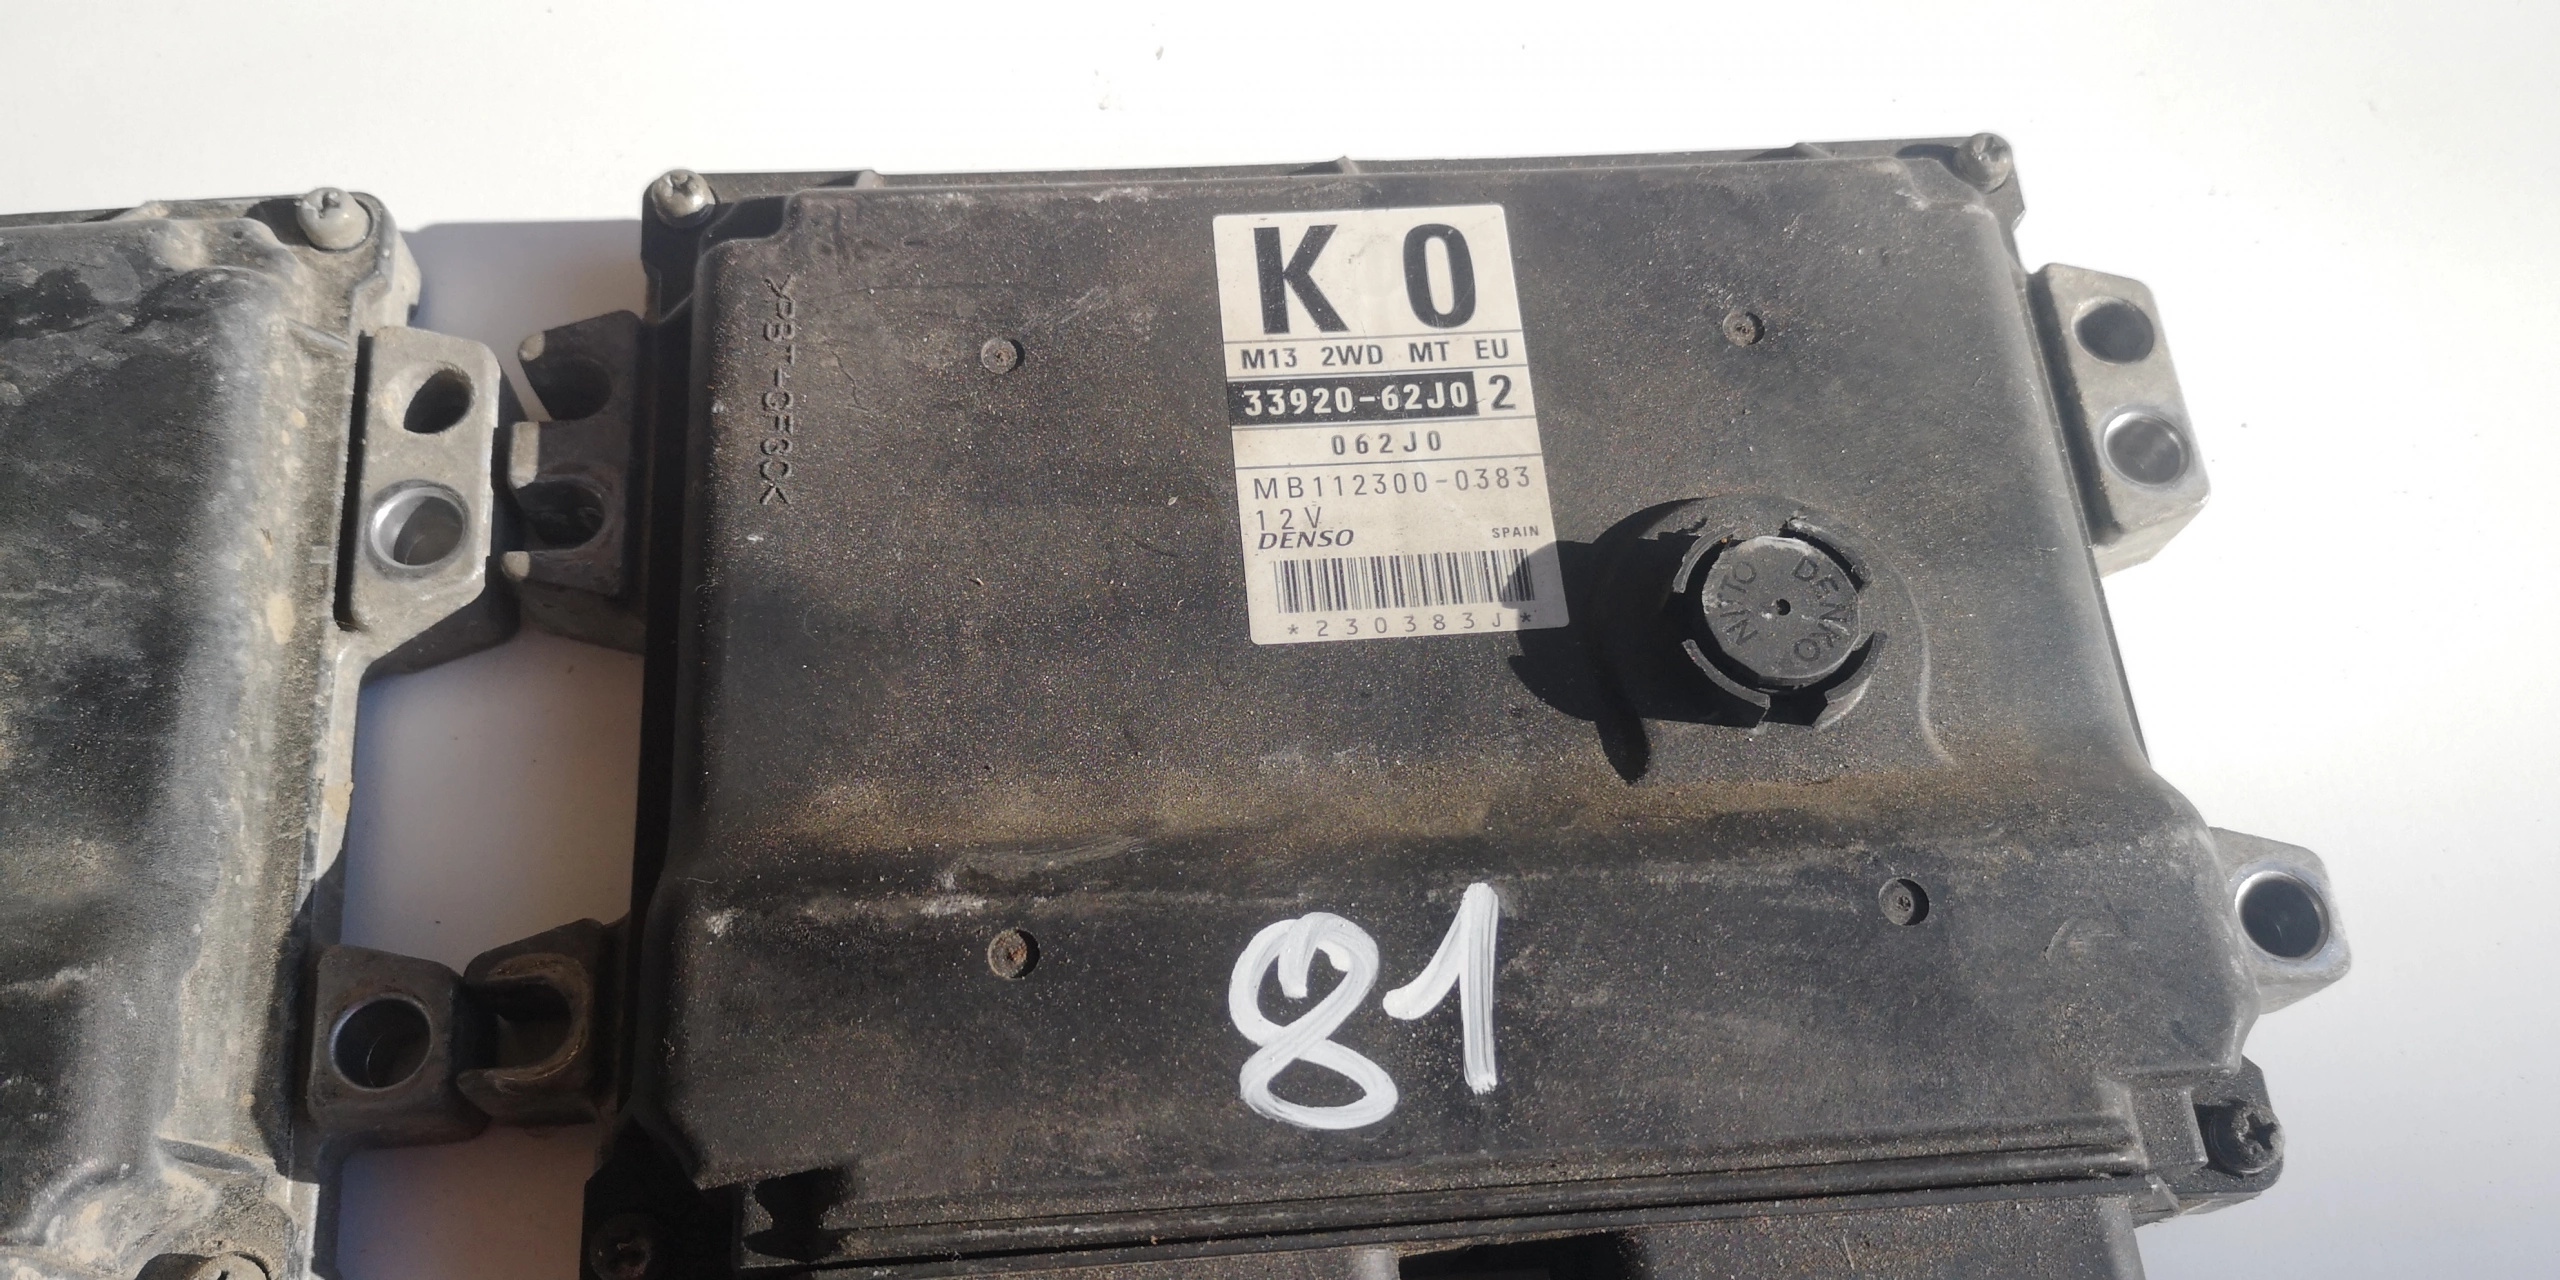 K0
M13 2WD MT EU
33920-62J0 2
062J0
MB112300-0383
12V
DENSO SPAIN
*230383J*
NITTO DENKO
81